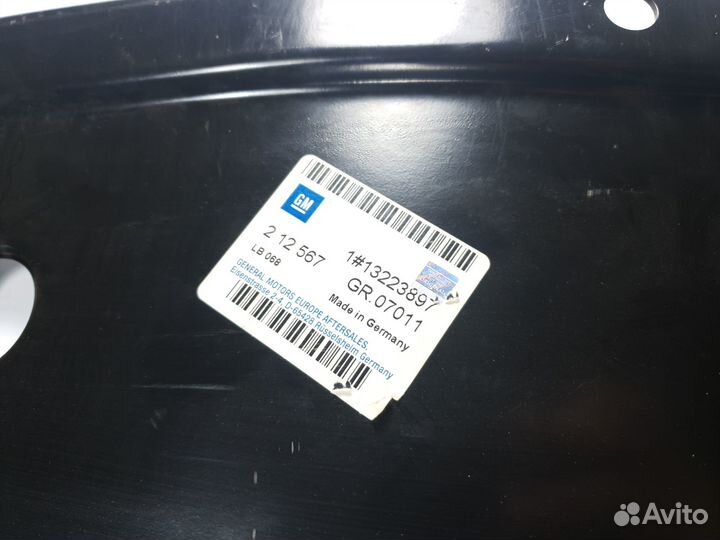 GM
2 12 567
1#13223897
LB 068
GR.07011
Made in Germany
GENERAL MOTORS EUROPE AFTERSALES
Eisenstrasse 2-4, D-65428 Rüsselsheim Germany
Avito